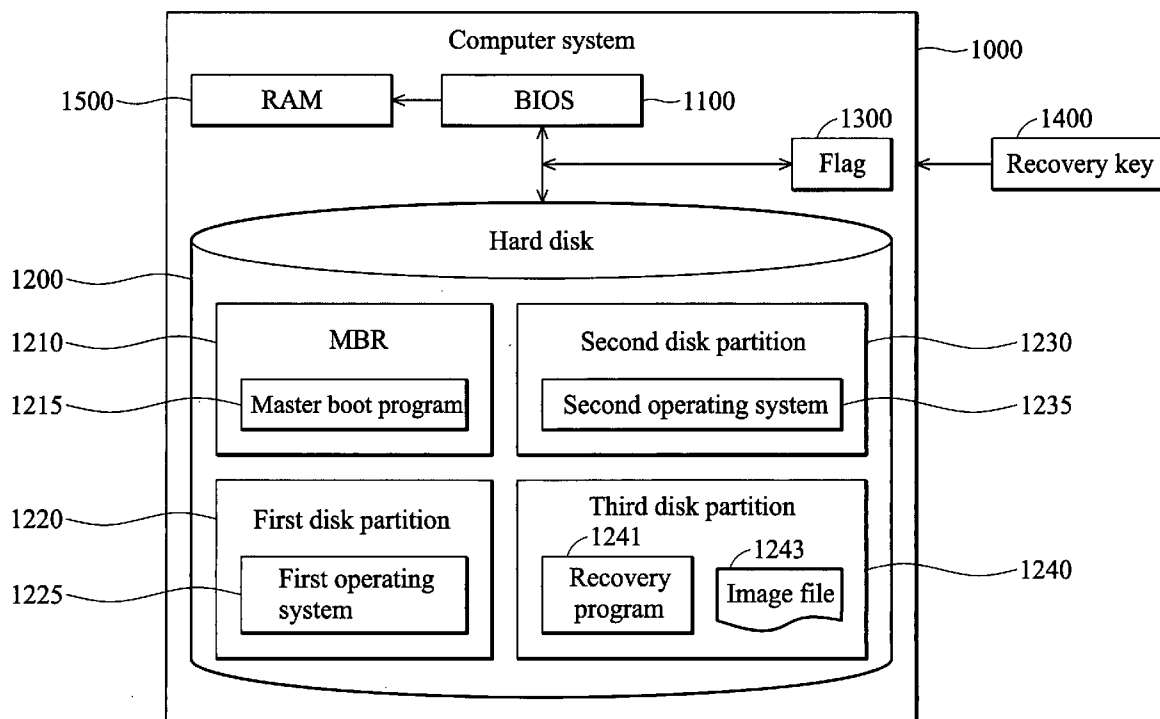 Computer system
1000
1500
RAM
BIOS
1100
1300
Flag
1400
Recovery key
Hard disk
1200
1210
MBR
1215
Master boot program
Second disk partition
1230
Second operating system
1235
1220
First disk partition
1225
First operating
system
Third disk partition
1241
Recovery
program
1243
Image file
1240